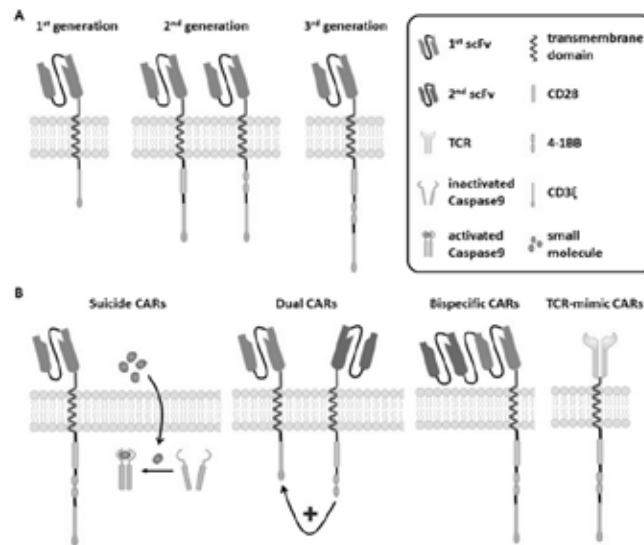 A
1st generation
2nd generation
3rd generation
1st scFv
transmembrane
domain
2nd scFv
CD28
TCR
4-1BB
inactivated
Caspase9
CD3ζ
activated
Caspase9
small
molecule
B
Suicide CARs
Dual CARs
Bispecific CARs
TCR-mimic CARs
+